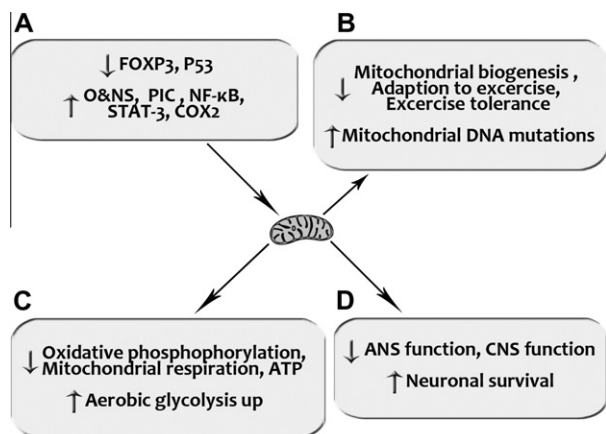 A
↓ FOXP3, P53
↑ O&NS, PIC , NF-κB,
STAT-3, COX2
B
↓ Mitochondrial biogenesis ,
Adaption to excercise,
Excercise tolerance
↑ Mitochondrial DNA mutations
C
↓ Oxidative phosphophorylation,
Mitochondrial respiration, ATP
↑ Aerobic glycolysis up
D
↓ ANS function, CNS function
↑ Neuronal survival